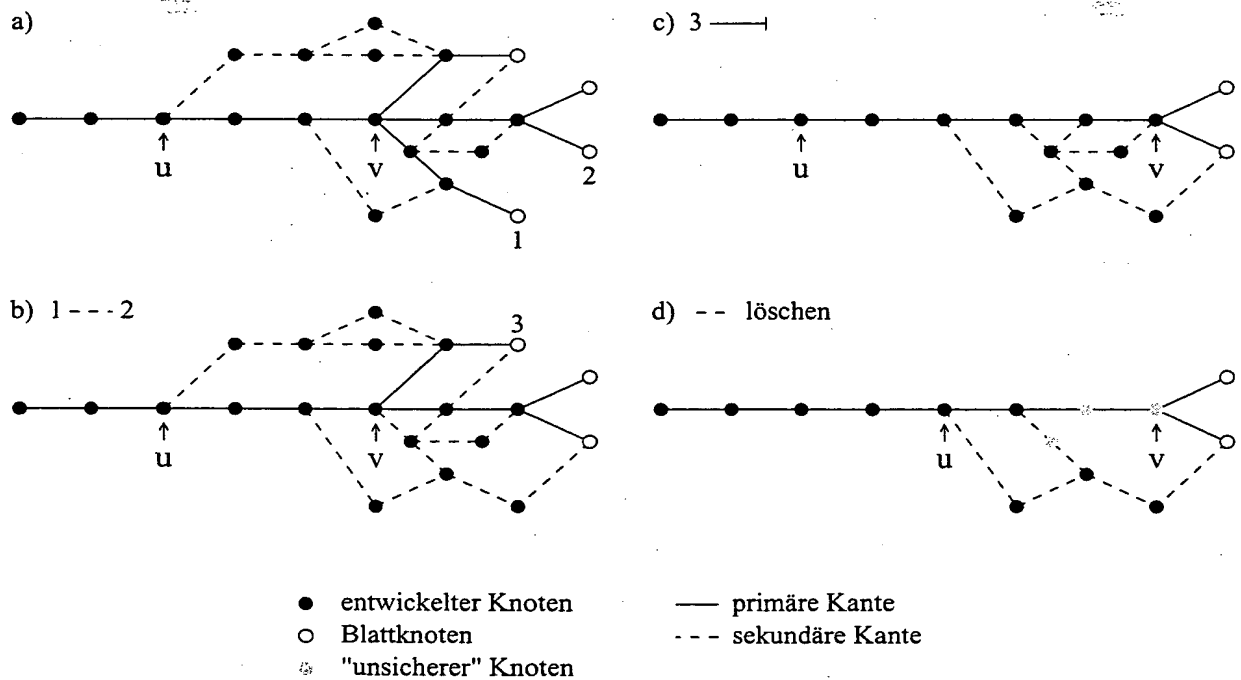 a)
u
v
2
1
b) 1 --- 2
3
u
v
c) 3
u
v
d) -- löschen
u
v
entwickelter Knoten
Blattknoten
"unsicherer" Knoten
primäre Kante
sekundäre Kante